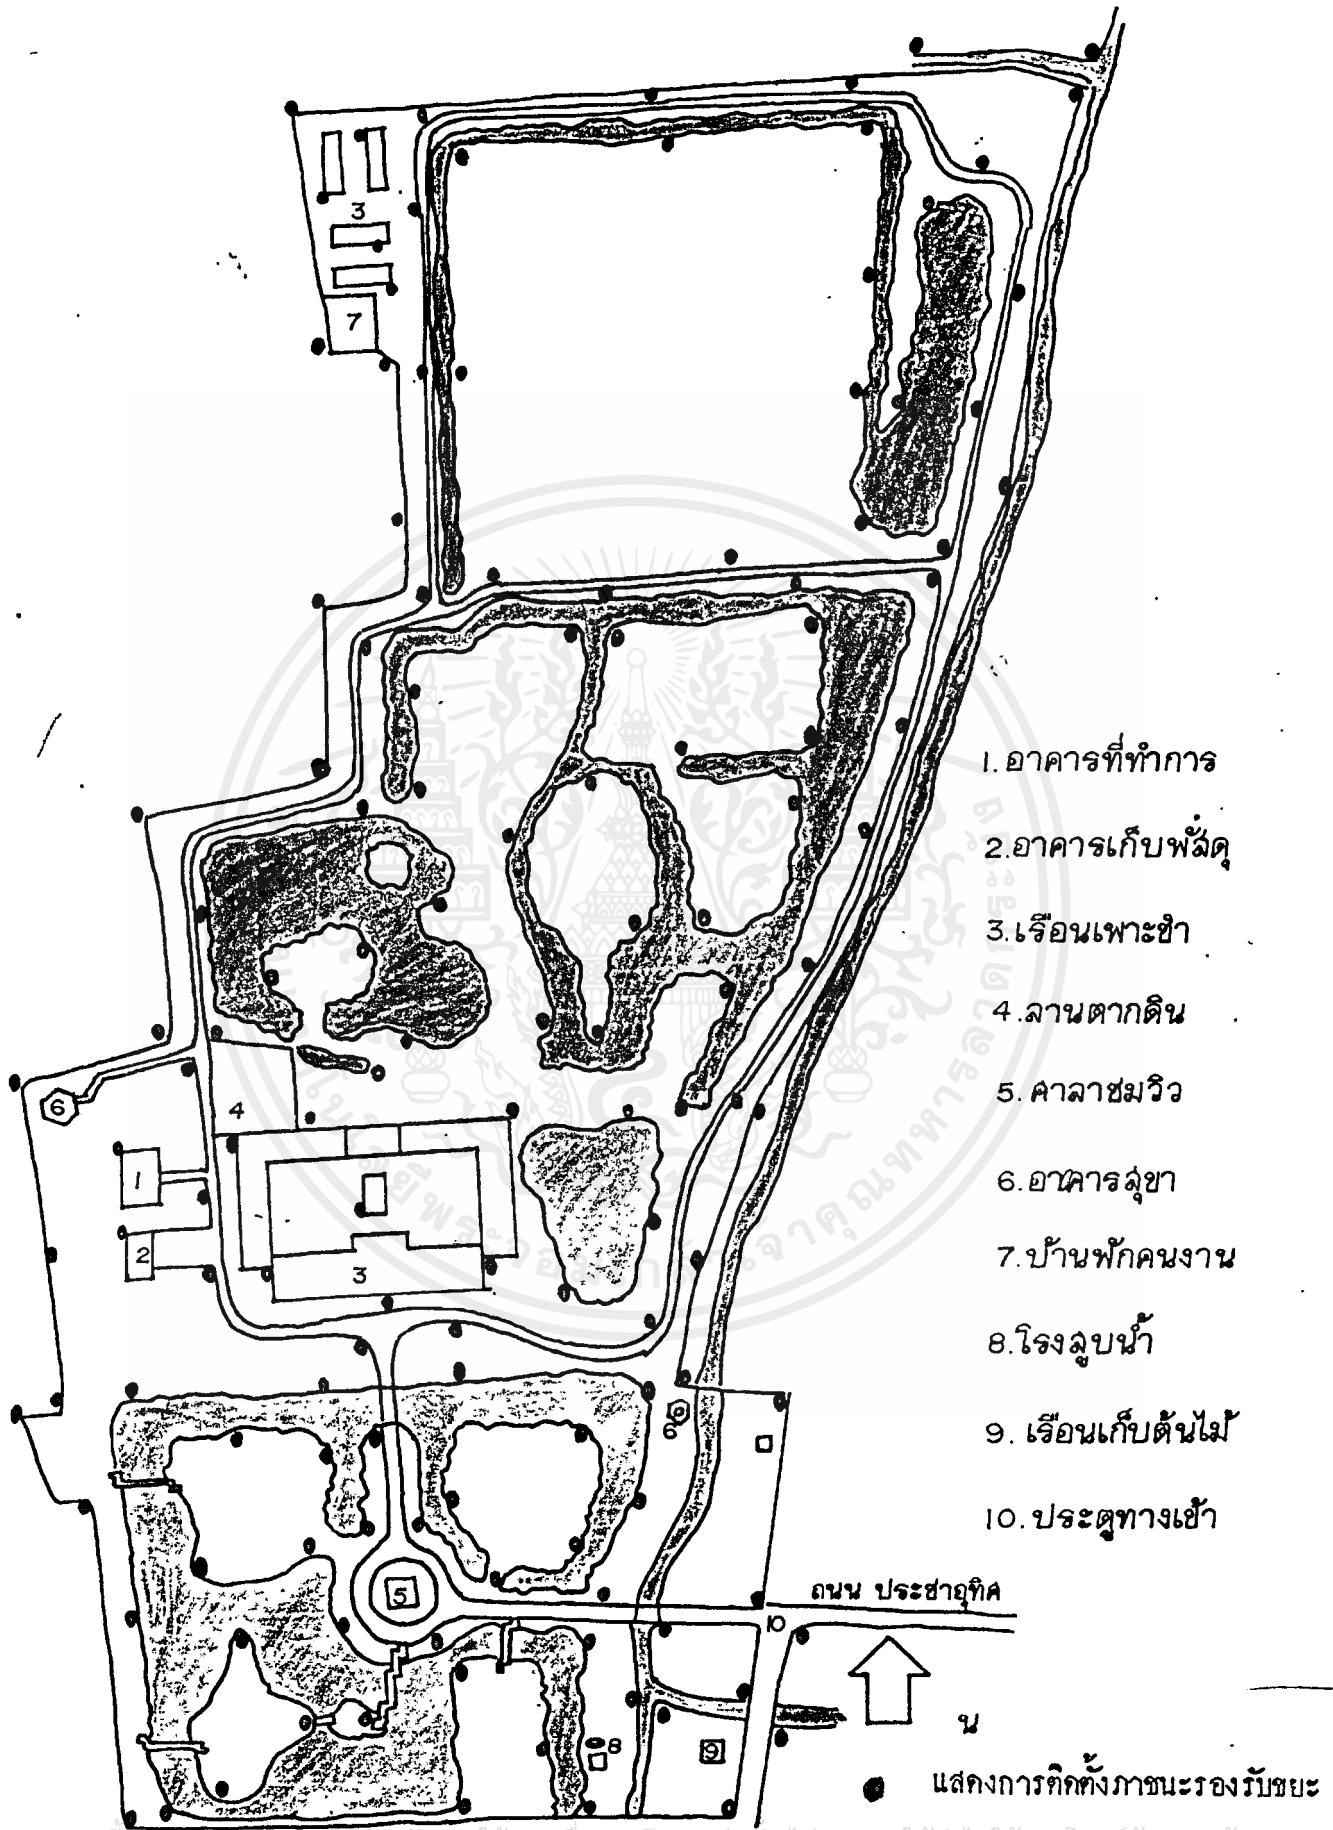 3
7
1. อาคารที่ทำการ
2. อาคารเก็บพัสดุ
3. เรือนเพาะชำ
4. ลานตากดิน
5. ศาลาชมวิว
6. อาคารสุขา
7. บ้านพักคนงาน
8. โรงสูบน้ำ
9. เรือนเก็บต้นไม้
10. ประตูทางเข้า
6
4
1
2
3
6
5
ถนน ประชาอุทิศ
10
น
8
9
แสดงการติดตั้งภาชนะรองรับขยะ